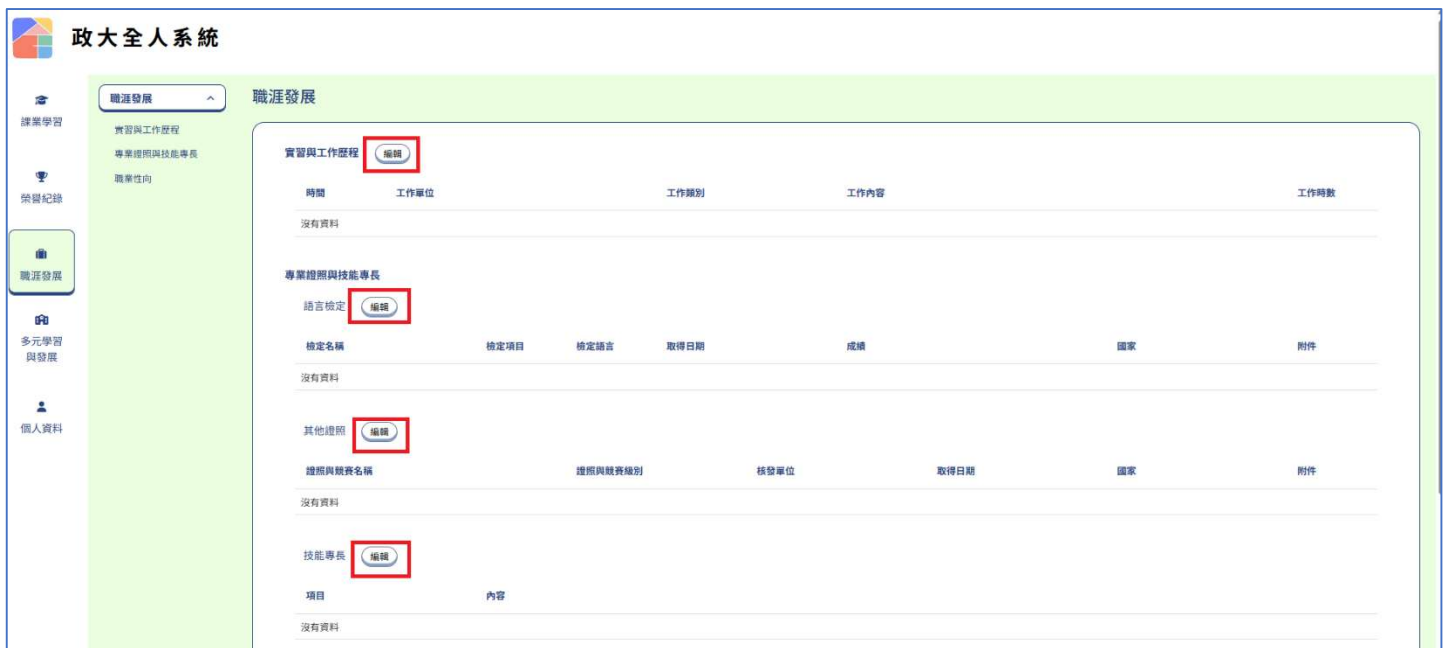 政大全人系統
課業學習
榮譽紀錄
職涯發展
多元學習
與發展
個人資料
職涯發展
實習與工作歷程
專業證照與技能專長
職業性向
職涯發展
實習與工作歷程 編輯
時間 工作單位 工作類別 工作內容 工作時數
沒有資料
專業證照與技能專長
語言檢定 編輯
檢定名稱 檢定項目 檢定語言 取得日期 成績 國家 附件
沒有資料
其他證照 編輯
證照與競賽名稱 證照與競賽級別 核發單位 取得日期 國家 附件
沒有資料
技能專長 編輯
項目 內容
沒有資料